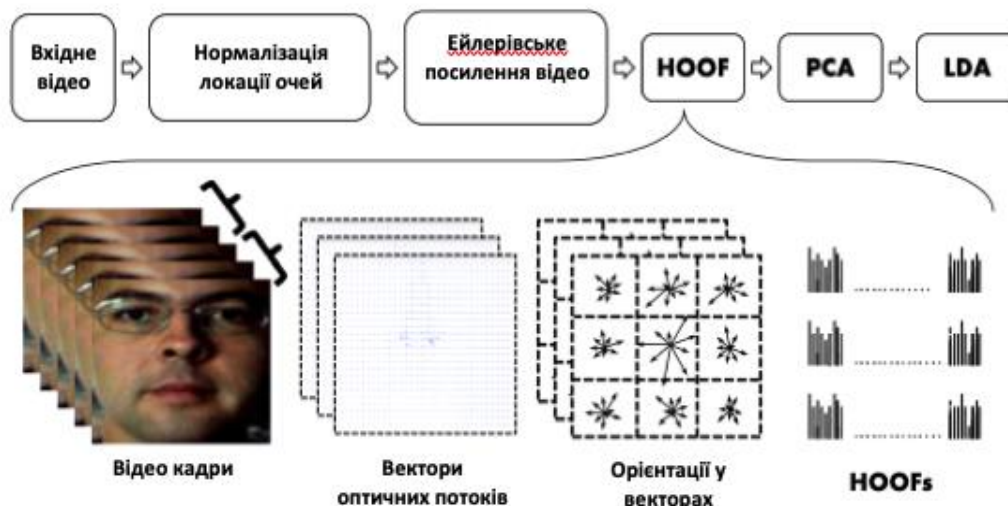 Вхідне
відео
Нормалізація
локації очей
Ейлерівське
посилення відео
HOOF
PCA
LDA
Відео кадри
Вектори
оптичних потоків
Орієнтації у
векторах
HOOFs